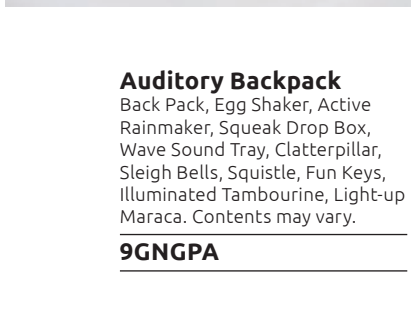 Auditory Backpack
Back Pack, Egg Shaker, Active
Rainmaker, Squeak Drop Box,
Wave Sound Tray, Clatterpillar,
Sleigh Bells, Squistle, Fun Keys,
Illuminated Tambourine, Light-up
Maraca. Contents may vary.
9GNGPA